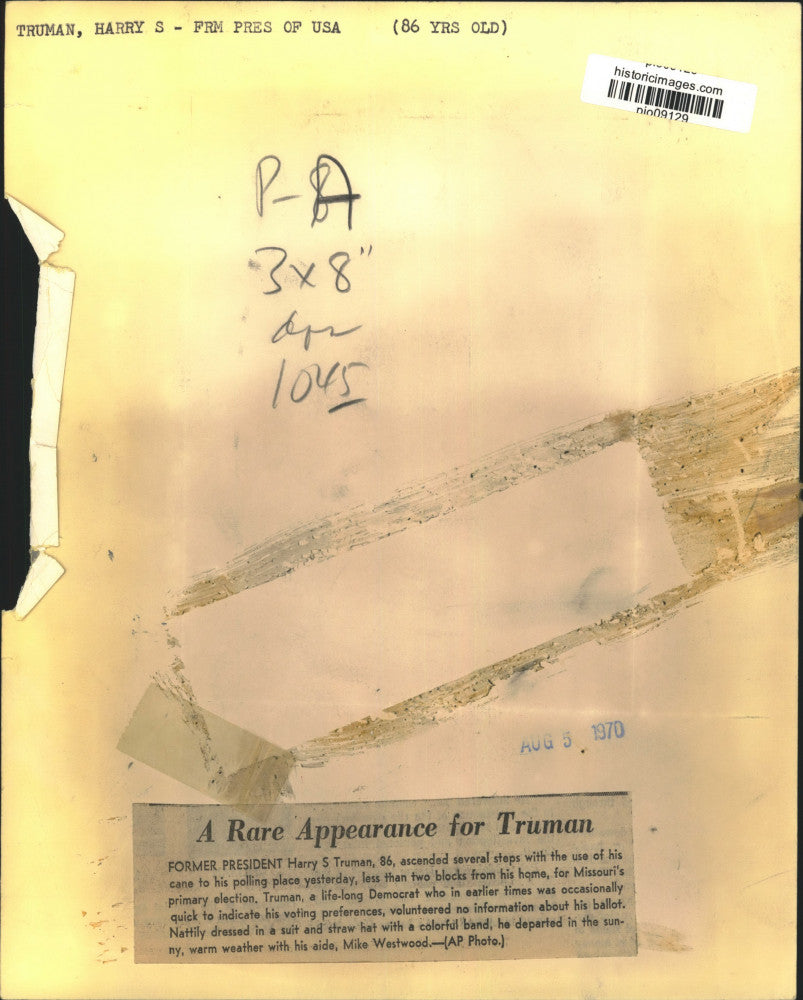 TRUMAN, HARRY S - FRM PRES OF USA (86 YRS OLD)
historicimages.com
pio09129
P-8A
3x8"
1045
AUG 5 1970
A Rare Appearance for Truman
FORMER PRESIDENT Harry S Truman, 86, ascended several steps with the use of his
cane to his polling place yesterday, less than two blocks from his home, for Missouri's
primary election. Truman, a life-long Democrat who in earlier times was occasionally
quick to indicate his voting preferences, volunteered no information about his ballot.
Nattily dressed in a suit and straw hat with a colorful band, he departed in the sun-
ny, warm weather with his aide, Mike Westwood.—(AP Photo.)